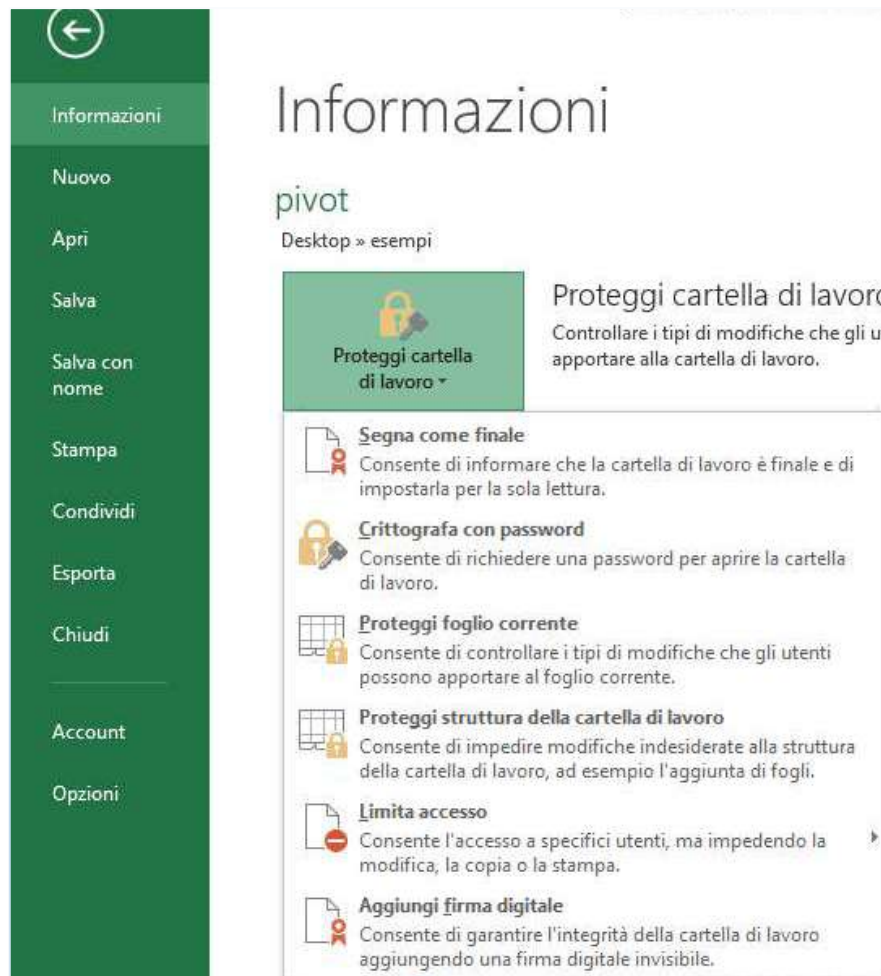 Informazioni
Nuovo
Apri
Salva
Salva con
nome
Stampa
Condividi
Esporta
Chiudi
Account
Opzioni
Informazioni
pivot
Desktop » esempi
Proteggi cartella
di lavoro
Proteggi cartella di lavoro
Controllare i tipi di modifiche che gli u
apportare alla cartella di lavoro.
Segna come finale
Consente di informare che la cartella di lavoro è finale e di
impostarla per la sola lettura.
Crittografa con password
Consente di richiedere una password per aprire la cartella
di lavoro.
Proteggi foglio corrente
Consente di controllare i tipi di modifiche che gli utenti
possono apportare al foglio corrente.
Proteggi struttura della cartella di lavoro
Consente di impedire modifiche indesiderate alla struttura
della cartella di lavoro, ad esempio l'aggiunta di fogli.
Limita accesso
Consente l'accesso a specifici utenti, ma impedendo la
modifica, la copia o la stampa.
Aggiungi firma digitale
Consente di garantire l'integrità della cartella di lavoro
aggiungendo una firma digitale invisibile.